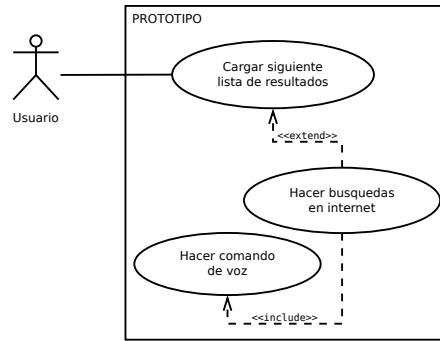 PROTOTIPO
Usuario
Cargar siguiente
lista de resultados
<<extend>>
Hacer busquedas
en internet
Hacer comando
de voz
<<include>>